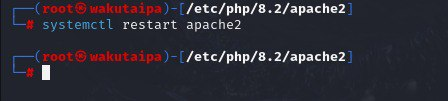 ┌──(root㉿wakutaipa)-[/etc/php/8.2/apache2]
└─# systemctl restart apache2
┌──(root㉿wakutaipa)-[/etc/php/8.2/apache2]
└─#